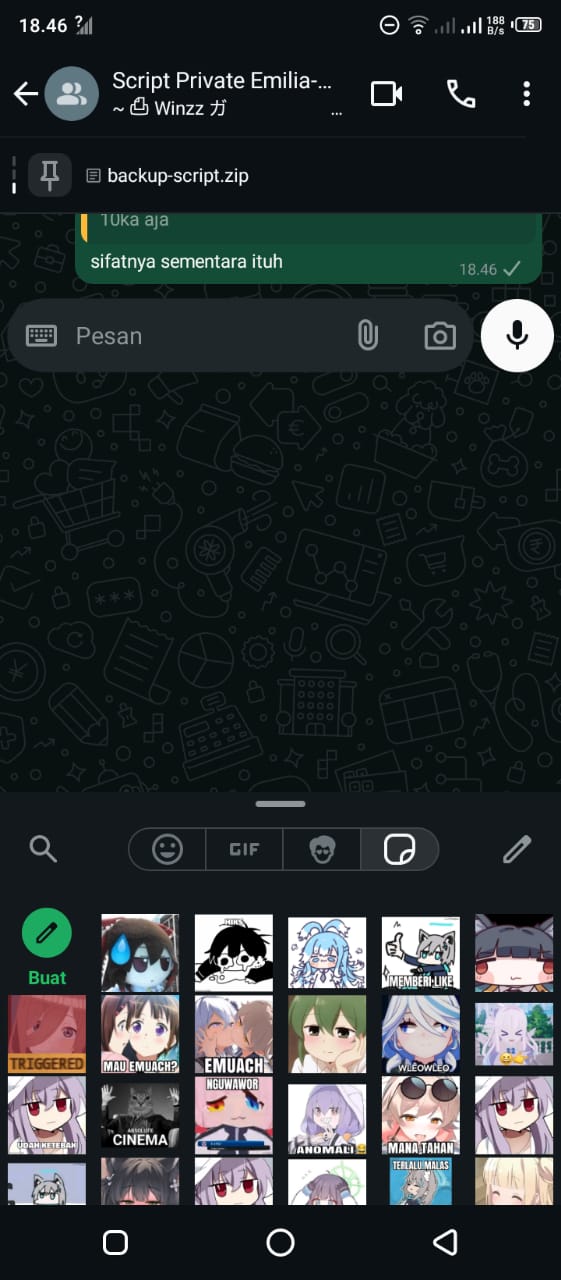 18.46
188
B/s
75
Script Private Emilia-...
~ 凸 Winzz ガ
...
backup-script.zip
10ka aja
sifatnya sementara ituh
18.46
Pesan
GIF
Buat
MEMBERI LIKE
TRIGGERED
MAU EMUACH?
EMUACH
WLEOWLEO
UDAH KETEBAK
ABSOLUTE
CINEMA
NGUWAWOR
ANOMALI
MANA TAHAN
TERLALU MALAS